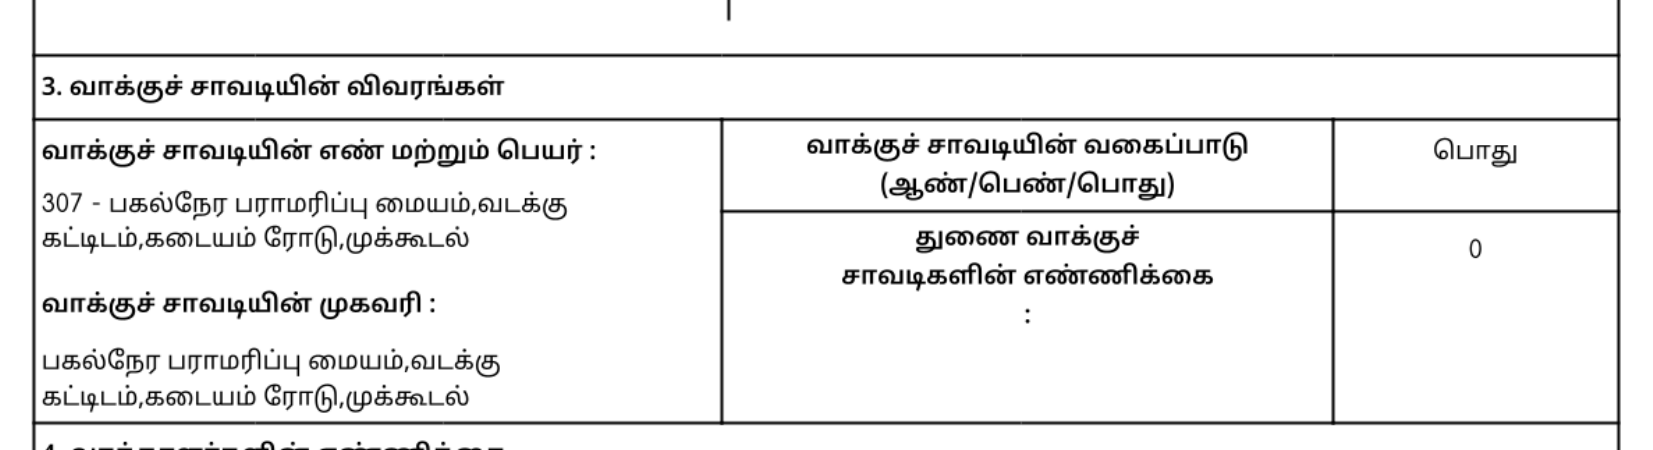 3. வாக்குச் சாவடியின் விவரங்கள்
வாக்குச் சாவடியின் எண் மற்றும் பெயர் :
307 - பகல்நேர பராமரிப்பு மையம்,வடக்கு
கட்டிடம்,கடையம் ரோடு,முக்கூடல்
வாக்குச் சாவடியின் முகவரி :
பகல்நேர பராமரிப்பு மையம்,வடக்கு
கட்டிடம்,கடையம் ரோடு,முக்கூடல்
வாக்குச் சாவடியின் வகைப்பாடு
(ஆண்/பெண்/பொது)
பொது
துணை வாக்குச்
சாவடிகளின் எண்ணிக்கை
:
0